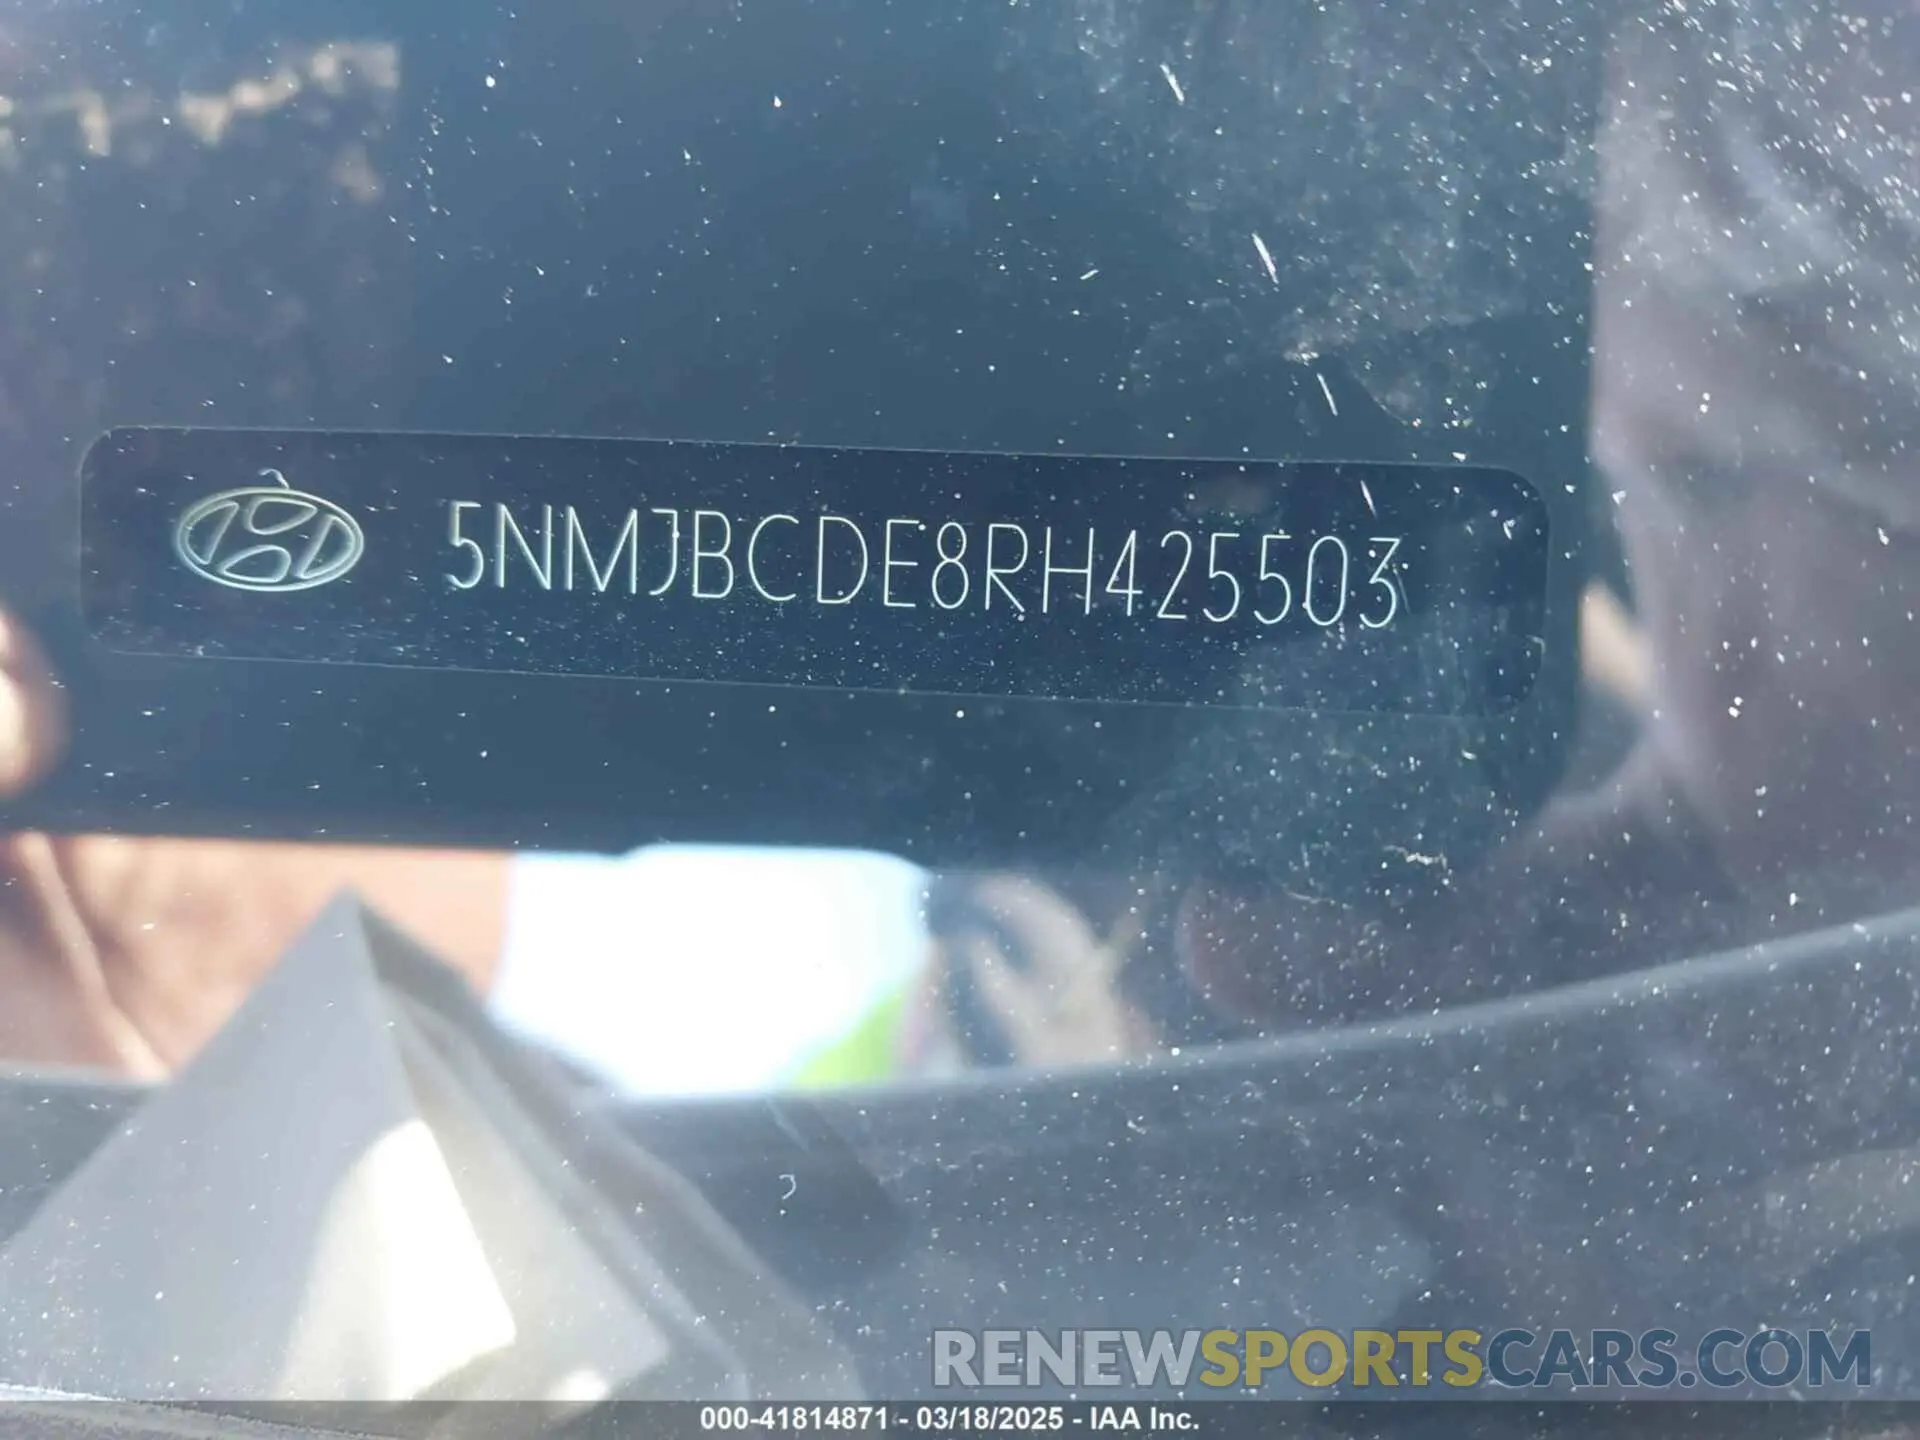 5NMJBCDE8RH425503
RENEWSPORTSCARS.COM
000-41814871 - 03/18/2025 - IAA Inc.